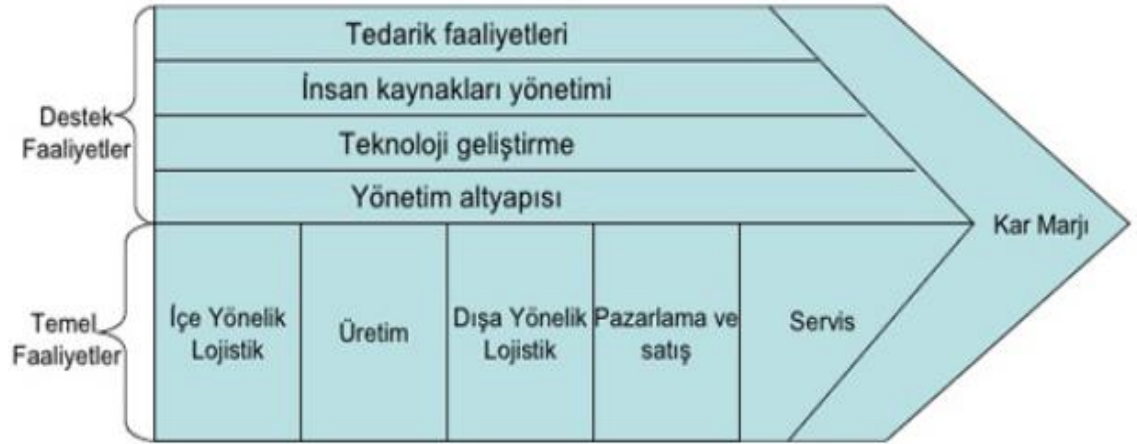 Tedarik faaliyetleri
İnsan kaynakları yönetimi
Teknoloji geliştirme
Yönetim altyapısı
Destek
Faaliyetler
Kar Marjı
Temel
Faaliyetler
İçe Yönelik
Lojistik
Üretim
Dışa Yönelik
Lojistik
Pazarlama ve
satış
Servis